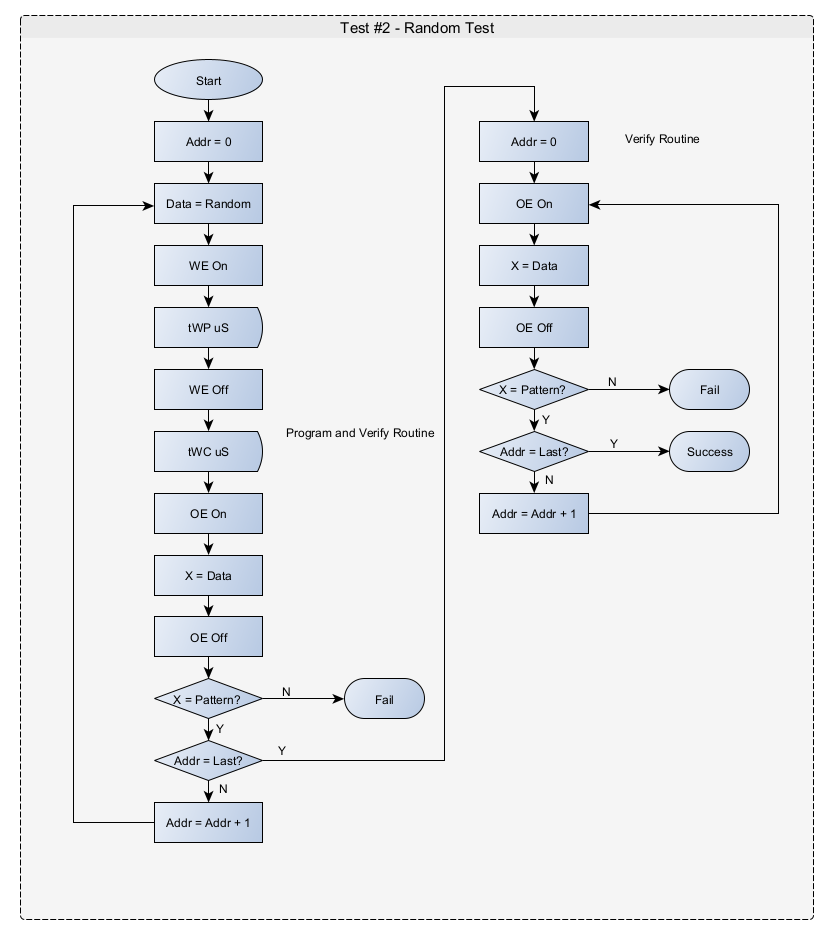 Test #2 - Random Test
Start
Addr = 0
Data = Random
WE On
tWP uS
WE Off
tWC uS
Program and Verify Routine
OE On
X = Data
OE Off
X = Pattern?
N
Fail
Y
Addr = Last?
Y
N
Addr = Addr + 1
Addr = 0
Verify Routine
OE On
X = Data
OE Off
X = Pattern?
N
Fail
Y
Addr = Last?
Y
Success
N
Addr = Addr + 1